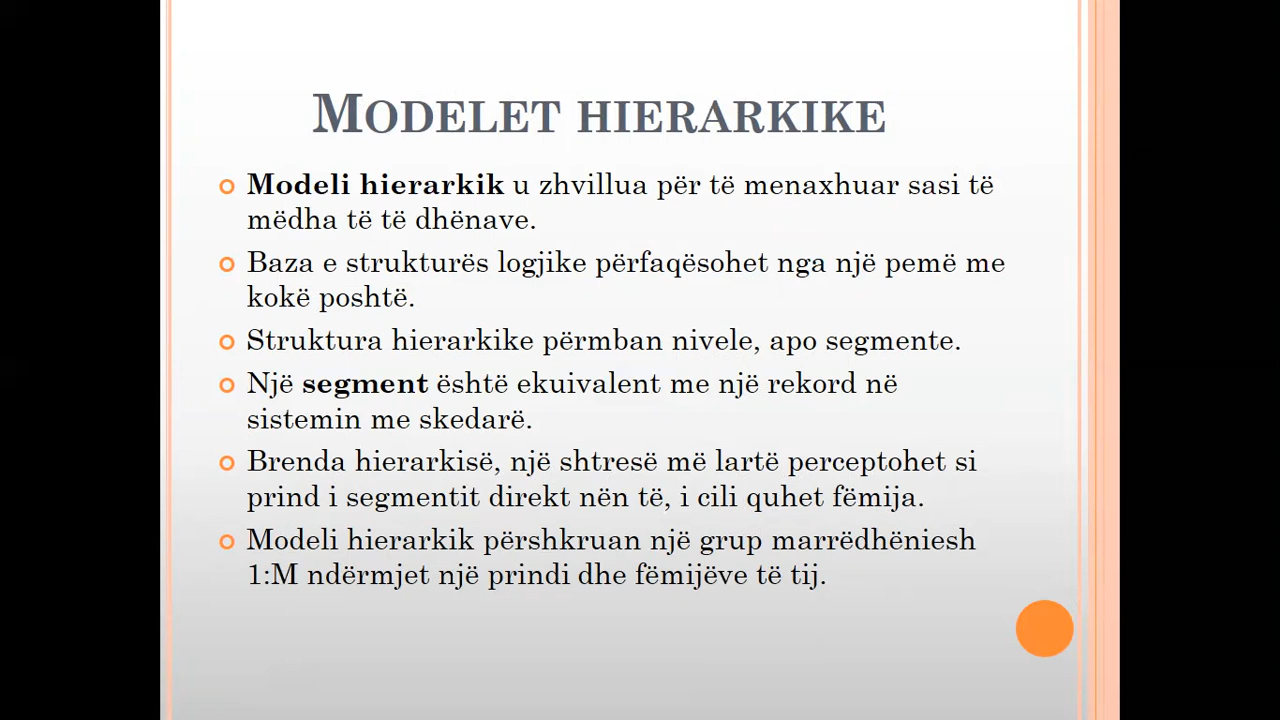 MODELET HIERARKIKE
Modeli hierarkik u zhvillua për të menaxhuar sasi të
mëdha të të dhënave.
Baza e strukturës logjike përfaqësohet nga një pemë me
kokë poshtë.
Struktura hierarkike përmban nivele, apo segmente.
Një segment është ekuivalent me një rekord në
sistemin me skedarë.
Brenda hierarkisë, një shtresë më lartë perceptohet si
prind i segmentit direkt nën të, i cili quhet fëmija.
Modeli hierarkik përshkruan një grup marrëdhëniesh
1:M ndërmjet një prindi dhe fëmijëve të tij.